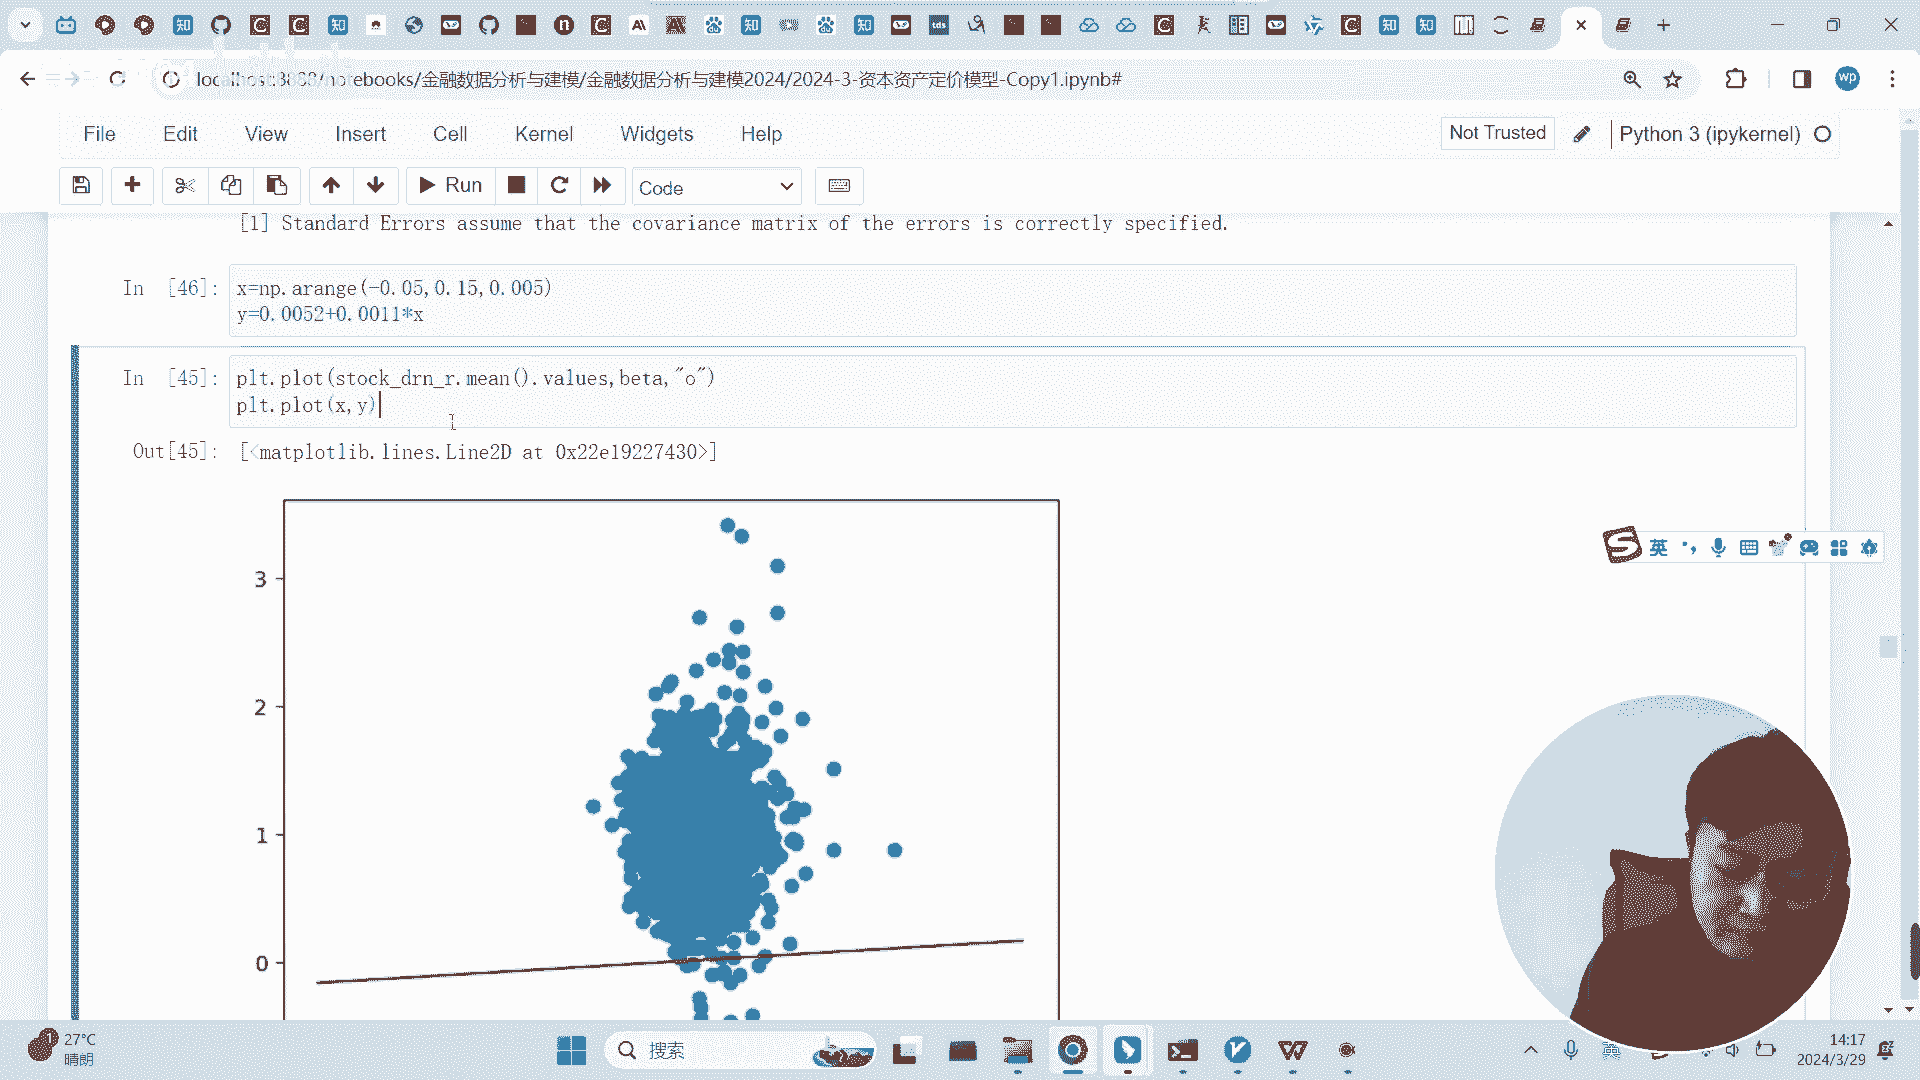 localhost:8888/notebooks/金融数据分析与建模/金融数据分析与建模2024/2024-3-资本资产定价模型-Copy1.ipynb#
wp
File Edit View Insert Cell Kernel Widgets Help
Not Trusted
Python 3 (ipykernel)
Run
Code
[1] Standard Errors assume that the covariance matrix of the errors is correctly specified.
In [46]:
x=np.arange(-0.05,0.15,0.005)
y=0.0052+0.0011*x
In [45]:
plt.plot(stock_drn_r.mean().values,beta,"o")
plt.plot(x,y)
Out[45]:
[<matplotlib.lines.Line2D at 0x22e19227430>]
3
2
1
0
英
27°C
晴朗
搜索
英
14:17
2024/3/29